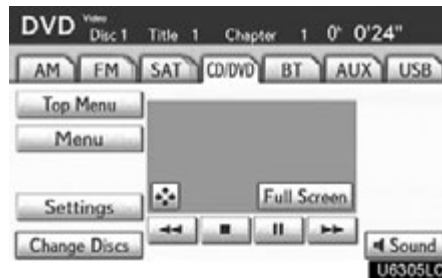 DVD Video Disc 1 Title 1 Chapter 1 0h 0'24"
AM FM SAT CD/DVD BT AUX USB
Top Menu
Menu
Full Screen
Settings
Change Discs
Sound
U6305LC